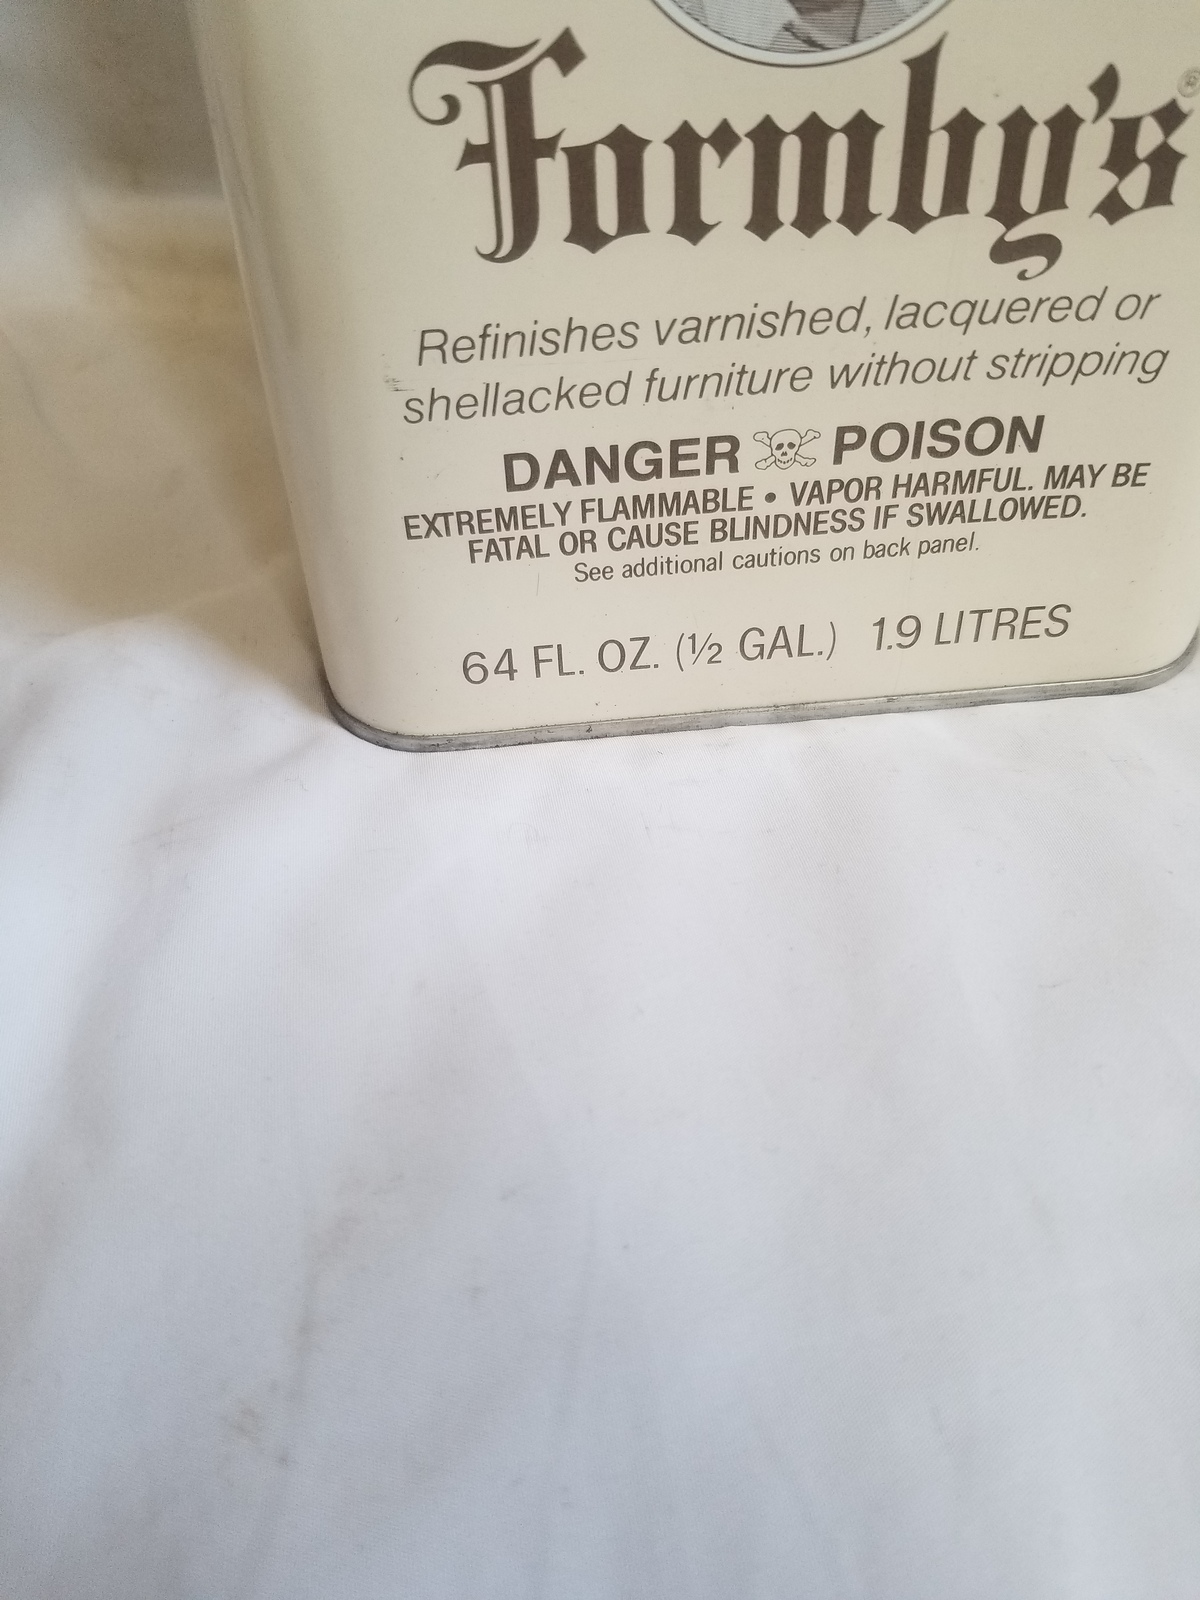 Formby's®
Refinishes varnished, lacquered or
shellacked furniture without stripping
DANGER POISON
EXTREMELY FLAMMABLE • VAPOR HARMFUL. MAY BE
FATAL OR CAUSE BLINDNESS IF SWALLOWED.
See additional cautions on back panel.
64 FL. OZ. (½ GAL.) 1.9 LITRES